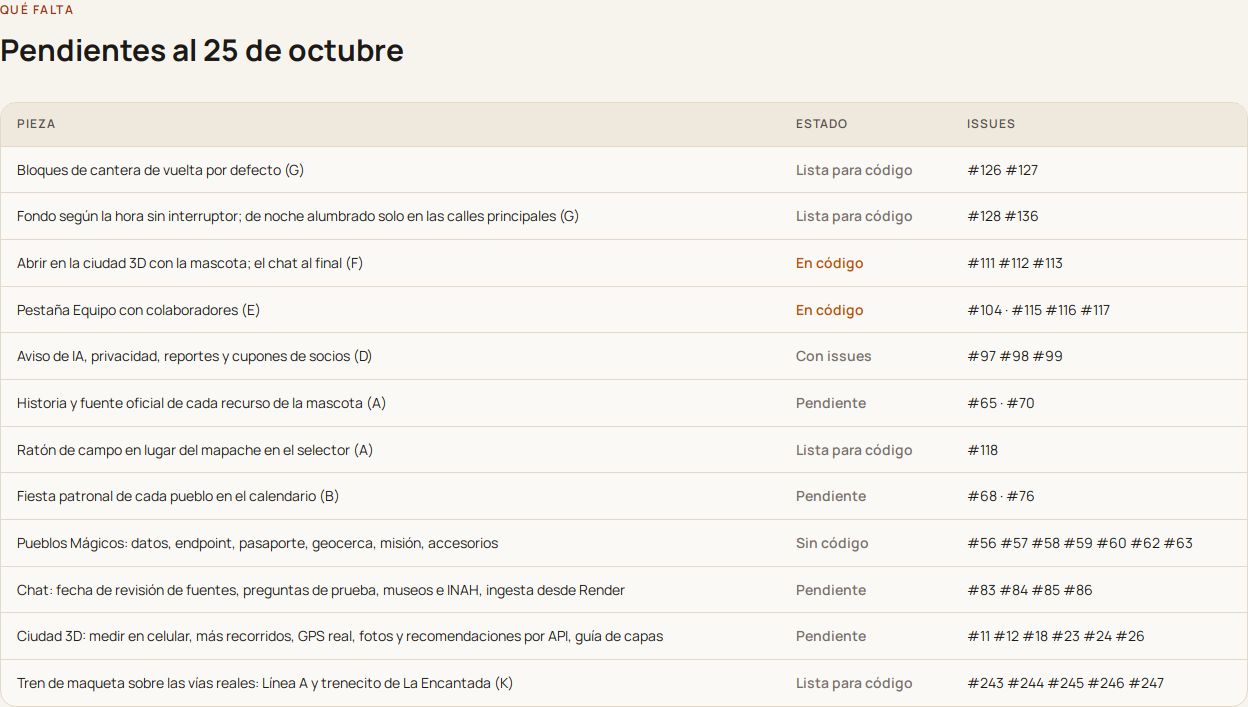 QUÉ FALTA
Pendientes al 25 de octubre
PIEZA ESTADO ISSUES
Bloques de cantera de vuelta por defecto (G) Lista para código #126 #127
Fondo según la hora sin interruptor; de noche alumbrado solo en las calles principales (G) Lista para código #128 #136
Abrir en la ciudad 3D con la mascota; el chat al final (F) En código #111 #112 #113
Pestaña Equipo con colaboradores (E) En código #104 · #115 #116 #117
Aviso de IA, privacidad, reportes y cupones de socios (D) Con issues #97 #98 #99
Historia y fuente oficial de cada recurso de la mascota (A) Pendiente #65 · #70
Ratón de campo en lugar del mapache en el selector (A) Lista para código #118
Fiesta patronal de cada pueblo en el calendario (B) Pendiente #68 · #76
Pueblos Mágicos: datos, endpoint, pasaporte, geocerca, misión, accesorios Sin código #56 #57 #58 #59 #60 #62 #63
Chat: fecha de revisión de fuentes, preguntas de prueba, museos e INAH, ingesta desde Render Pendiente #83 #84 #85 #86
Ciudad 3D: medir en celular, más recorridos, GPS real, fotos y recomendaciones por API, guía de capas Pendiente #11 #12 #18 #23 #24 #26
Tren de maqueta sobre las vías reales: Línea A y trenecito de La Encantada (K) Lista para código #243 #244 #245 #246 #247